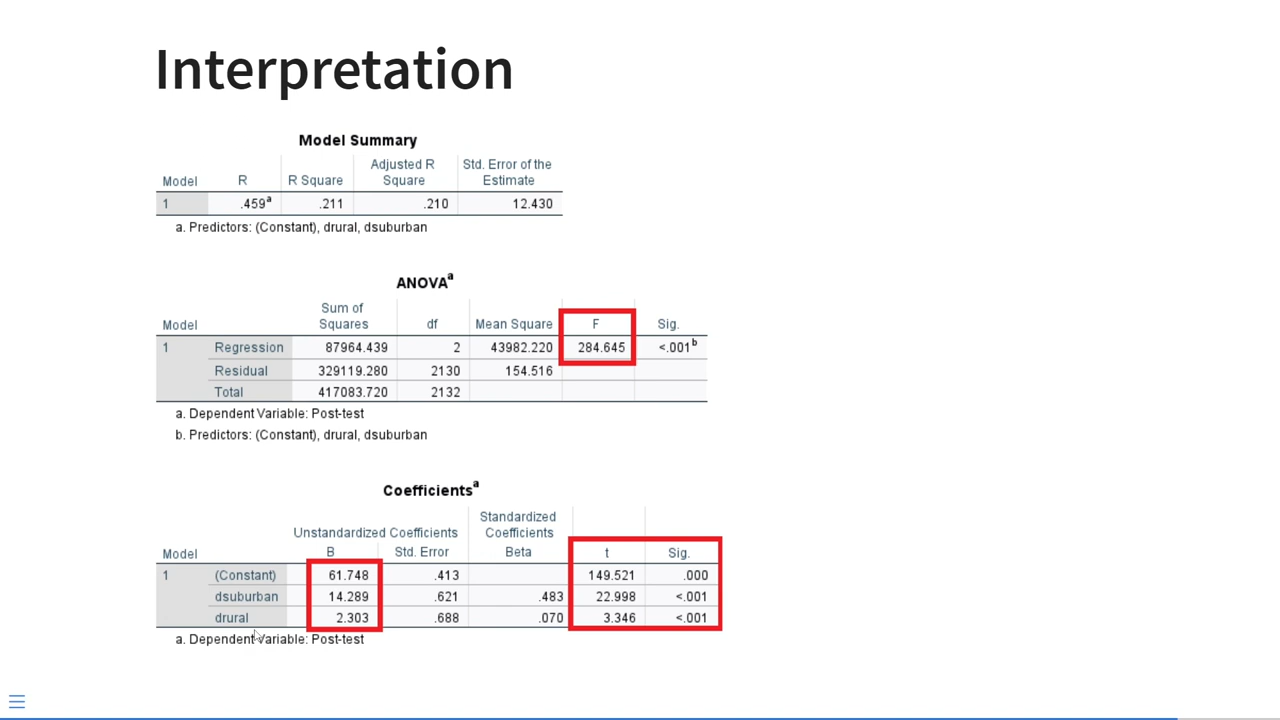 Interpretation
Model Summary
Model R R Square Adjusted R Square Std. Error of the Estimate
1 .459a .211 .210 12.430
a. Predictors: (Constant), drural, dsuburban
ANOVAa
Model Sum of Squares df Mean Square F Sig.
1 Regression 87964.439 2 43982.220 284.645 <.001b
Residual 329119.280 2130 154.516
Total 417083.720 2132
a. Dependent Variable: Post-test
b. Predictors: (Constant), drural, dsuburban
Coefficientsa
Unstandardized Coefficients Standardized Coefficients
Model B Std. Error Beta t Sig.
1 (Constant) 61.748 .413 149.521 .000
dsuburban 14.289 .621 .483 22.998 <.001
drural 2.303 .688 .070 3.346 <.001
a. Dependent Variable: Post-test